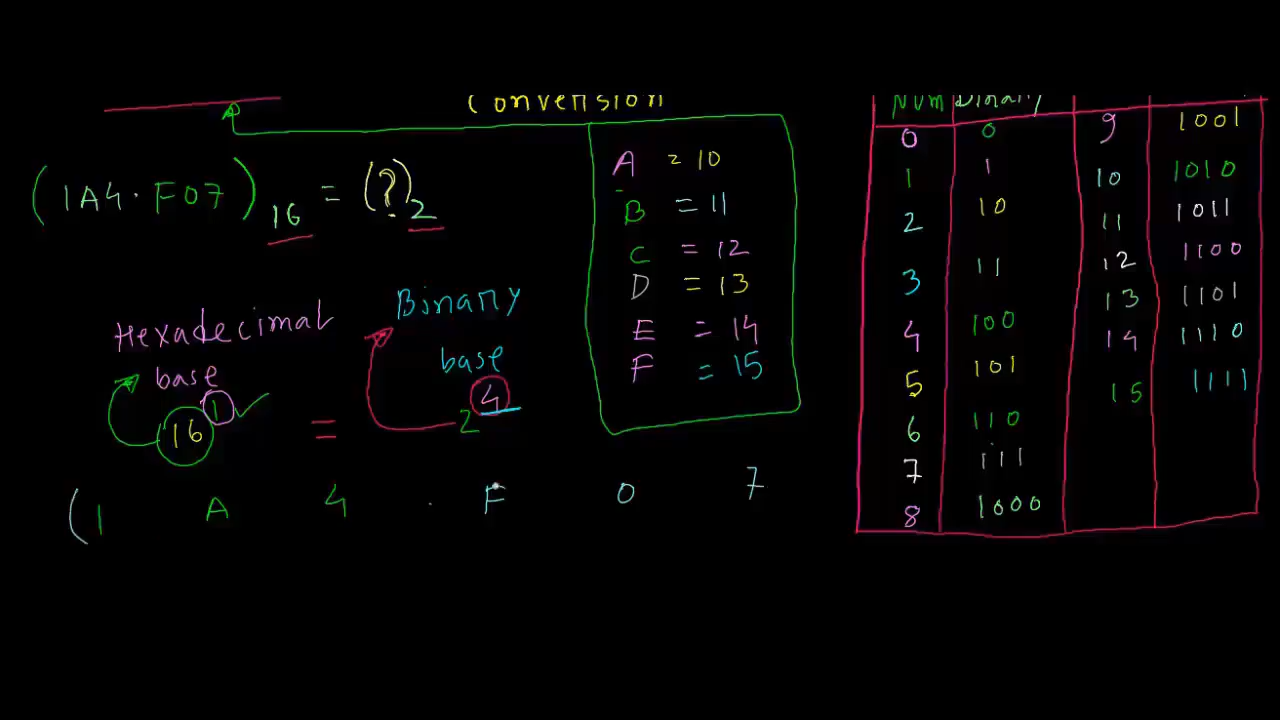 Conversion
(1A4.F07)16 = (?)2
Hexadecimal
base
16 1
=
Binary
base
2 4
(1 A 4 . F 0 7
A = 10
B = 11
C = 12
D = 13
E = 14
F = 15
Num Binary
0 0 9 1001
1 1 10 1010
2 10 11 1011
3 11 12 1100
4 100 13 1101
5 101 14 1110
6 110 15 1111
7 111
8 1000